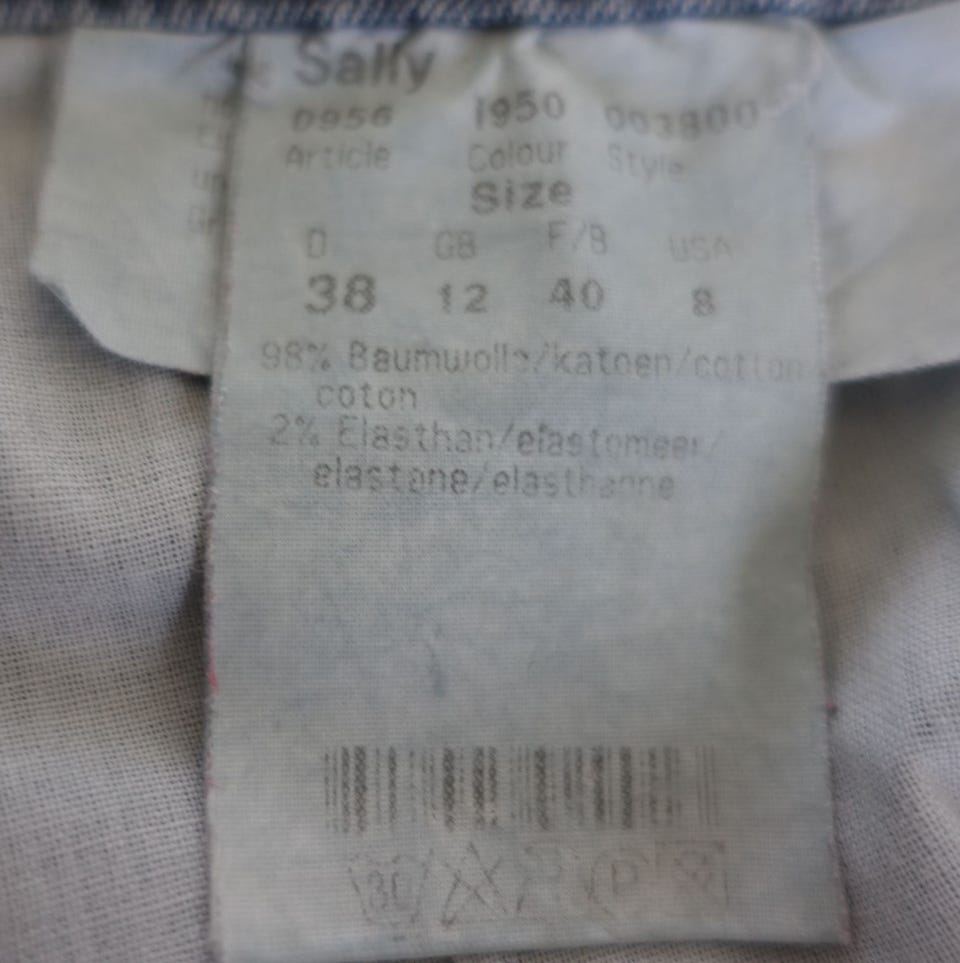 Sally
0956 1950 003800
Article Colour Style
Size
D GB F/B USA
38 12 40 8
98% Baumwolle/katoen/cotton
coton
2% Elasthan/elastomeer/
elastane/elasthanne
30 P